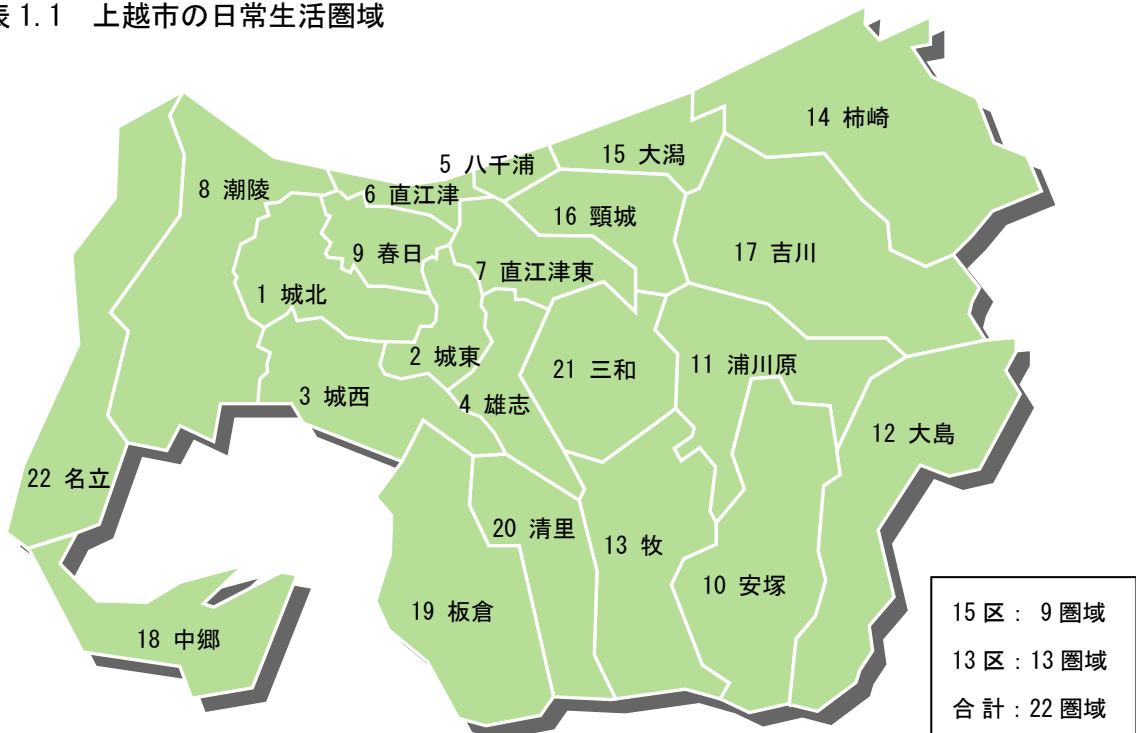 表 1.1 上越市の日常生活圏域
14 柿崎
5 八千浦
15 大潟
8 潮陵
6 直江津
16 頸城
9 春日
7 直江津東
17 吉川
1 城北
2 城東
21 三和
11 浦川原
3 城西
4 雄志
12 大島
22 名立
20 清里
13 牧
10 安塚
19 板倉
18 中郷
15 区 : 9 圏域
13 区 : 13 圏域
合 計 : 22 圏域